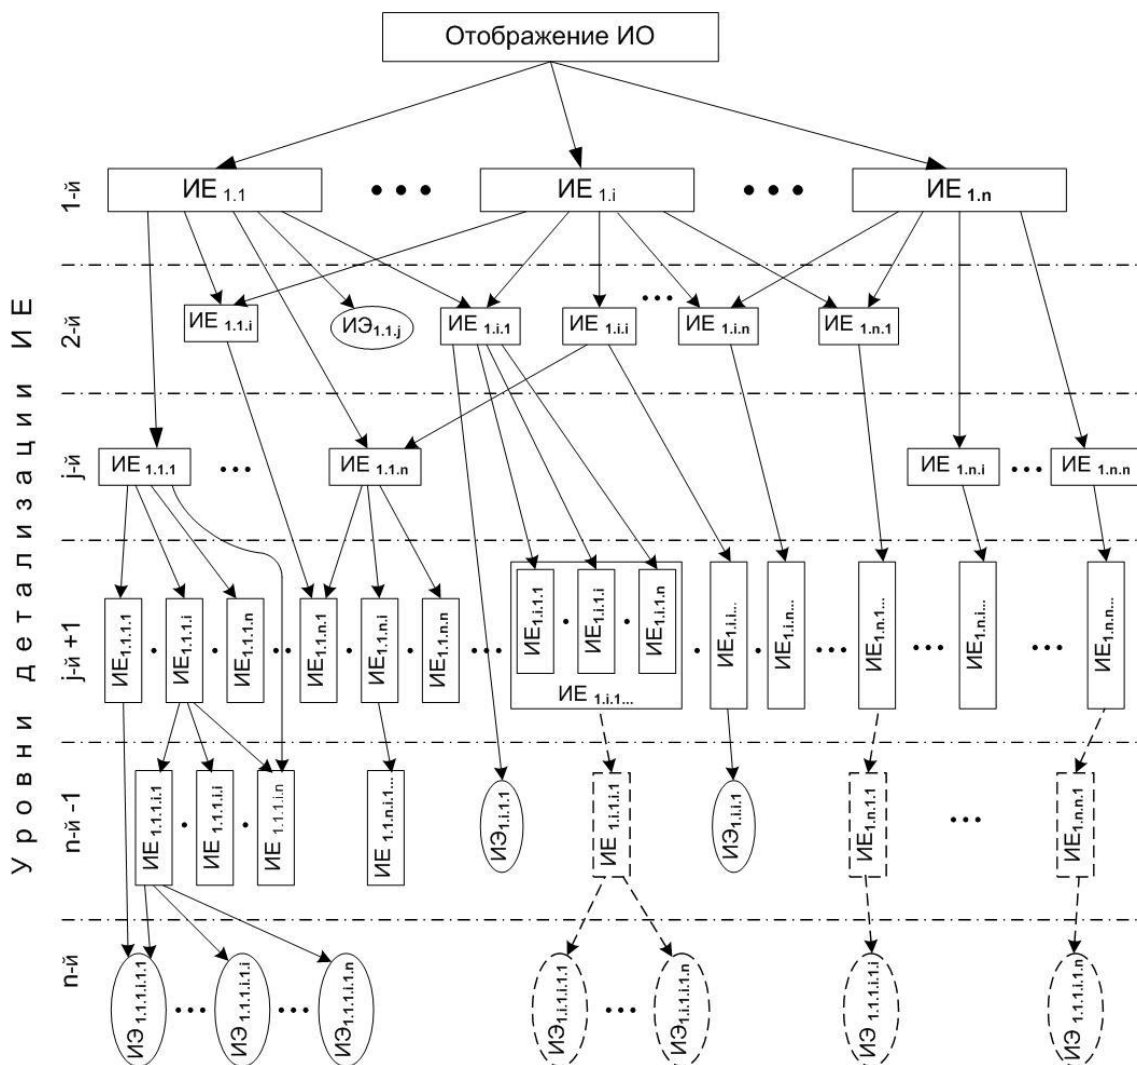 Отображение ИО
Уровни детализации ИЕ
1-й
ИЕ 1.1
ИЕ 1.i
ИЕ 1.n
2-й
ИЕ 1.1.i
ИЭ1.1.j
ИЕ 1.i.1
ИЕ 1.i.i
ИЕ 1.i.n
ИЕ 1.n.1
j-й
ИЕ 1.1.1
ИЕ 1.1.n
ИЕ 1.n.i
ИЕ 1.n.n
j-й +1
ИЕ1.1.1.1
ИЕ1.1.1.i
ИЕ1.1.1.n
ИЕ1.1.n.1
ИЕ1.1.n.i
ИЕ1.1.n.n
ИЕ1.i.1.1
ИЕ1.i.1.i
ИЕ1.i.1.n
ИЕ 1.i.1...
ИЕ1.i.i...
ИЕ1.i.n...
ИЕ1.n.1...
ИЕ1.n.i...
ИЕ1.n.n...
n-й -1
ИЕ 1.1.1.i.1
ИЕ 1.1.1.i.i
ИЕ 1.1.1.i.n
ИЕ 1.1.n.i.1...
ИЭ1.i.1.1
ИЕ 1.i.1.i.1
ИЭ1.i.i.1
ИЕ1.n.1.1
ИЕ1.n.n.1
n-й
ИЭ1.1.1.i.1.1
ИЭ1.1.1.i.1.i
ИЭ1.1.1.i.1.n
ИЭ1.i.1.i.1.1
ИЭ1.i.1.i.1.n
ИЭ1.1.1.i.1.i
ИЭ 1.1.1.i.1.n